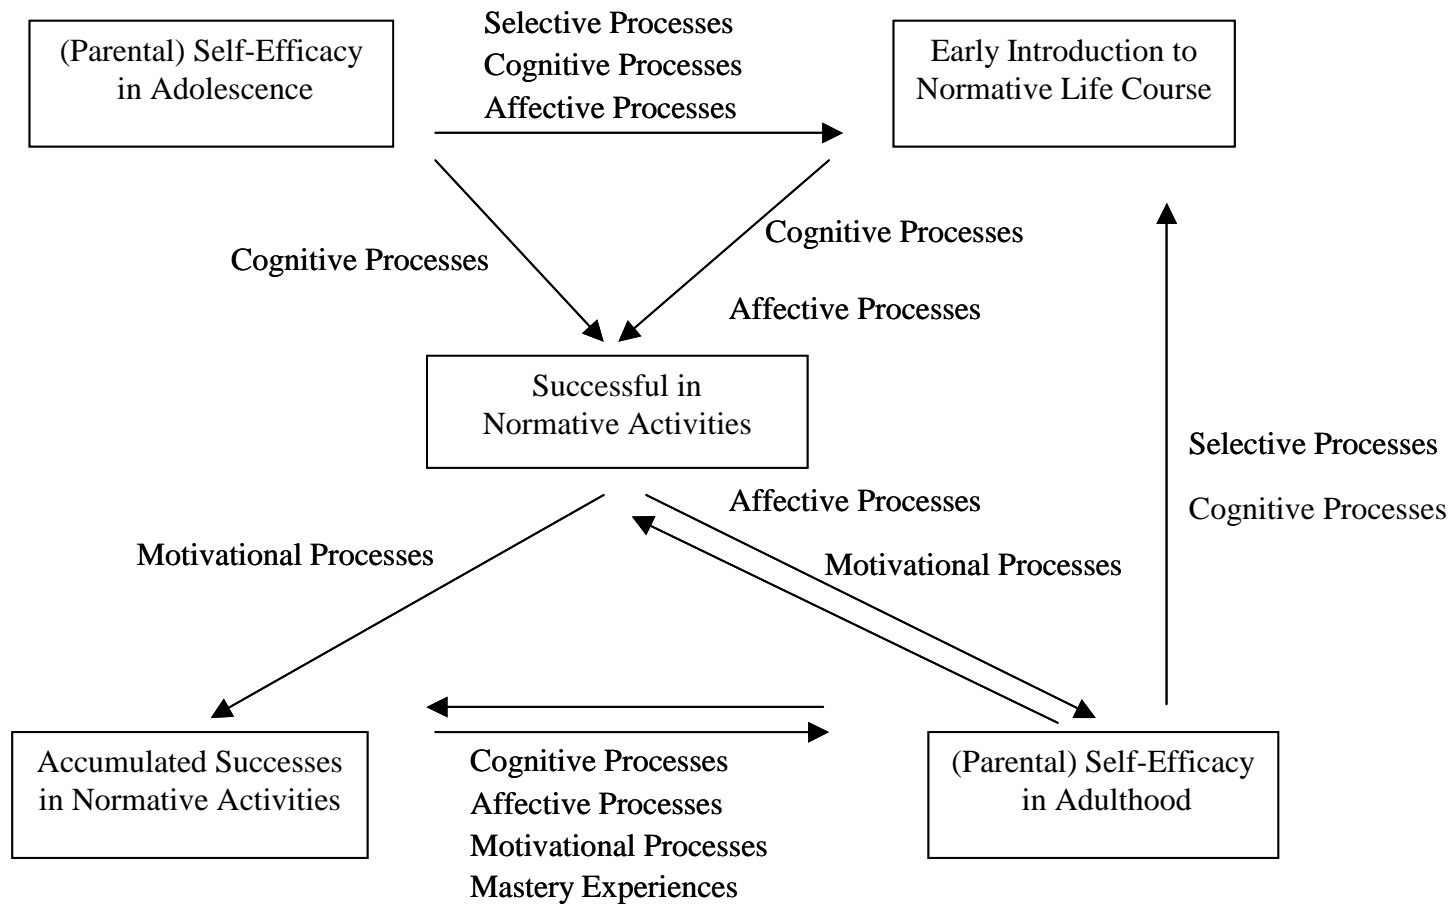 (Parental) Self-Efficacy
in Adolescence
Selective Processes
Cognitive Processes
Affective Processes
Early Introduction to
Normative Life Course
Cognitive Processes
Cognitive Processes
Affective Processes
Successful in
Normative Activities
Selective Processes
Cognitive Processes
Affective Processes
Motivational Processes
Motivational Processes
Accumulated Successes
in Normative Activities
Cognitive Processes
Affective Processes
Motivational Processes
Mastery Experiences
(Parental) Self-Efficacy
in Adulthood